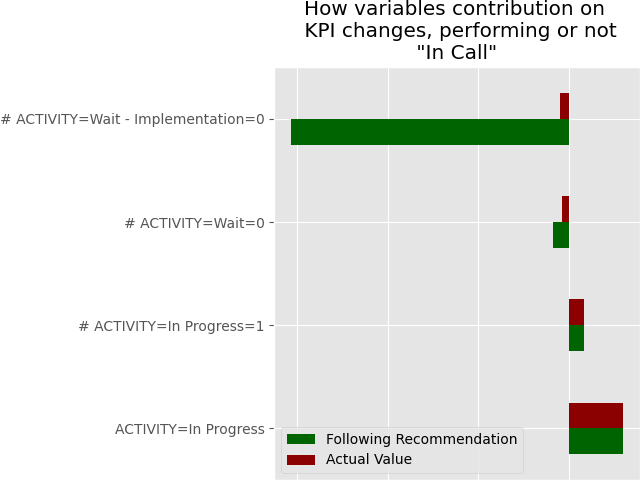 How variables contribution on
KPI changes, performing or not
"In Call"
# ACTIVITY=Wait - Implementation=0
# ACTIVITY=Wait=0
# ACTIVITY=In Progress=1
ACTIVITY=In Progress
Following Recommendation
Actual Value